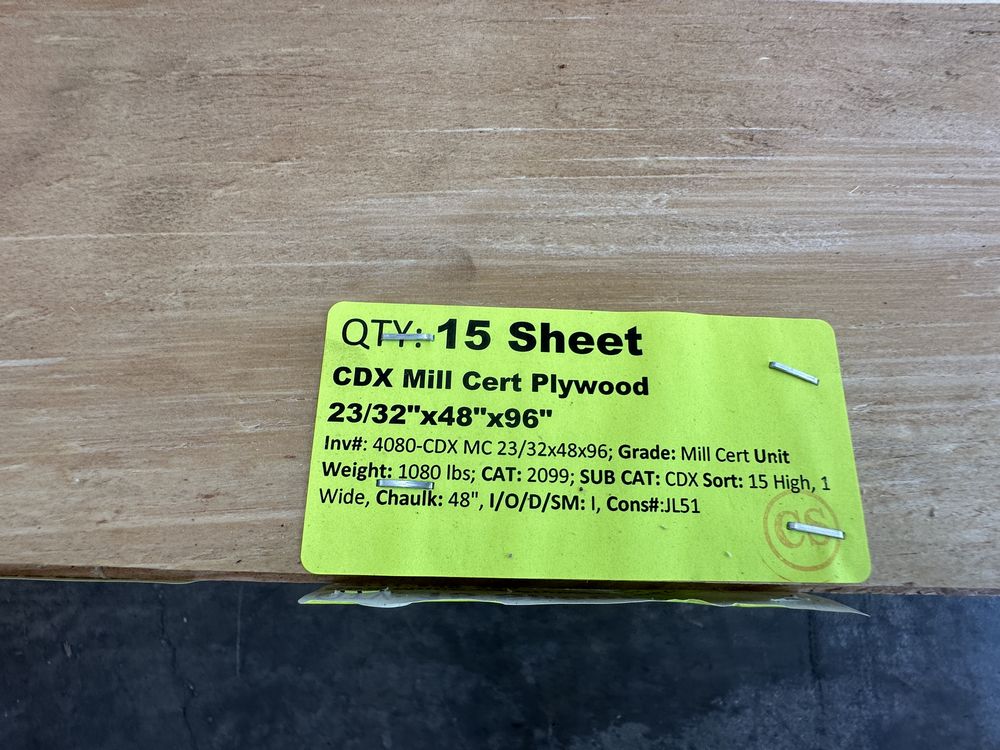 QTY: 15 Sheet
CDX Mill Cert Plywood
23/32"x48"x96"
Inv#: 4080-CDX MC 23/32x48x96; Grade: Mill Cert Unit
Weight: 1080 lbs; CAT: 2099; SUB CAT: CDX Sort: 15 High, 1
Wide, Chaulk: 48", I/O/D/SM: I, Cons#:JL51
CS